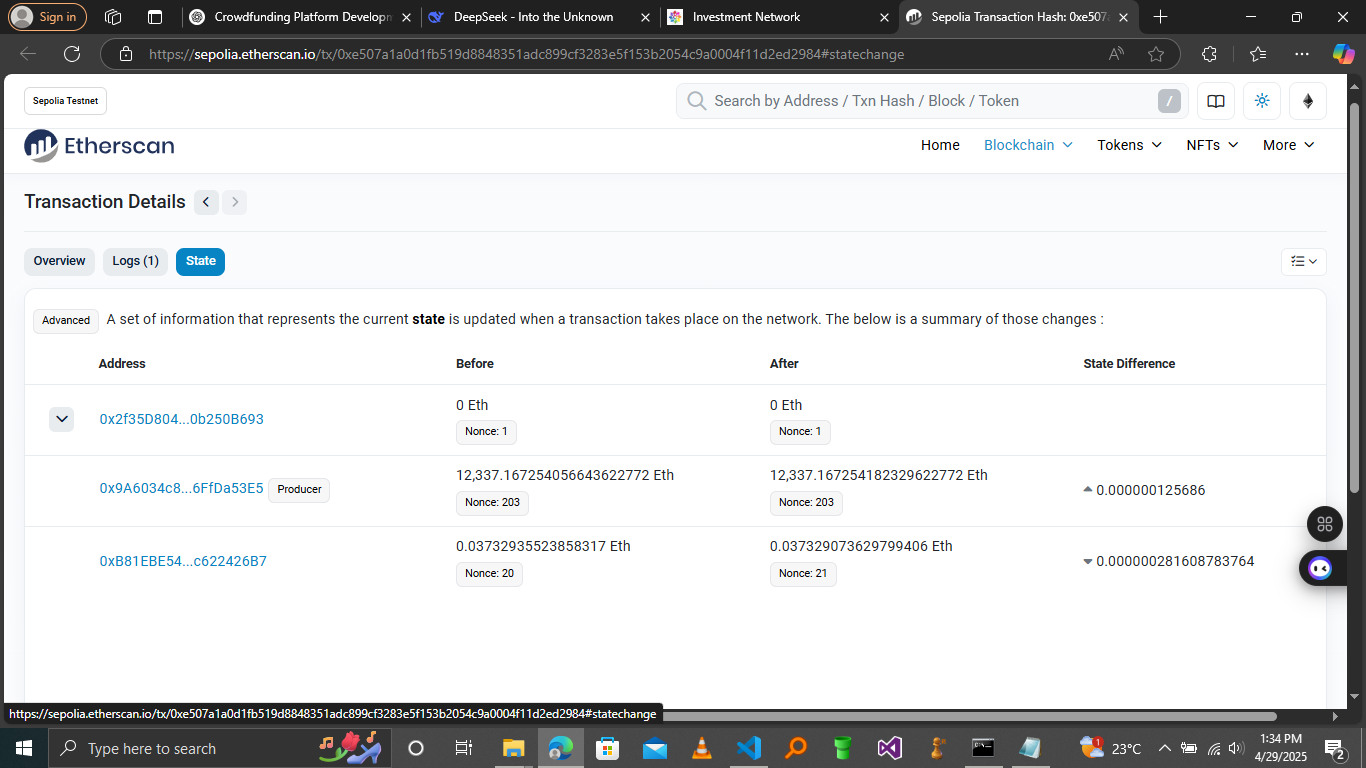 Sign in
Crowdfunding Platform Developm
DeepSeek - Into the Unknown
Investment Network
Sepolia Transaction Hash: 0xe507a
https://sepolia.etherscan.io/tx/0xe507a1a0d1fb519d8848351adc899cf3283e5f153b2054c9a0004f11d2ed2984#statechange
Sepolia Testnet
Search by Address / Txn Hash / Block / Token
/
Etherscan
Home
Blockchain
Tokens
NFTs
More
Transaction Details
Overview
Logs (1)
State
Advanced
A set of information that represents the current state is updated when a transaction takes place on the network. The below is a summary of those changes :
Address
Before
After
State Difference
0x2f35D804...0b250B693
0 Eth
Nonce: 1
0 Eth
Nonce: 1
0x9A6034c8...6FfDa53E5
Producer
12,337.167254056643622772 Eth
Nonce: 203
12,337.167254182329622772 Eth
Nonce: 203
0.000000125686
0xB81EBE54...c622426B7
0.03732935523858317 Eth
Nonce: 20
0.037329073629799406 Eth
Nonce: 21
0.000000281608783764
https://sepolia.etherscan.io/tx/0xe507a1a0d1fb519d8848351adc899cf3283e5f153b2054c9a0004f11d2ed2984#statechange
Type here to search
1
23°C
1:34 PM
4/29/2025
2